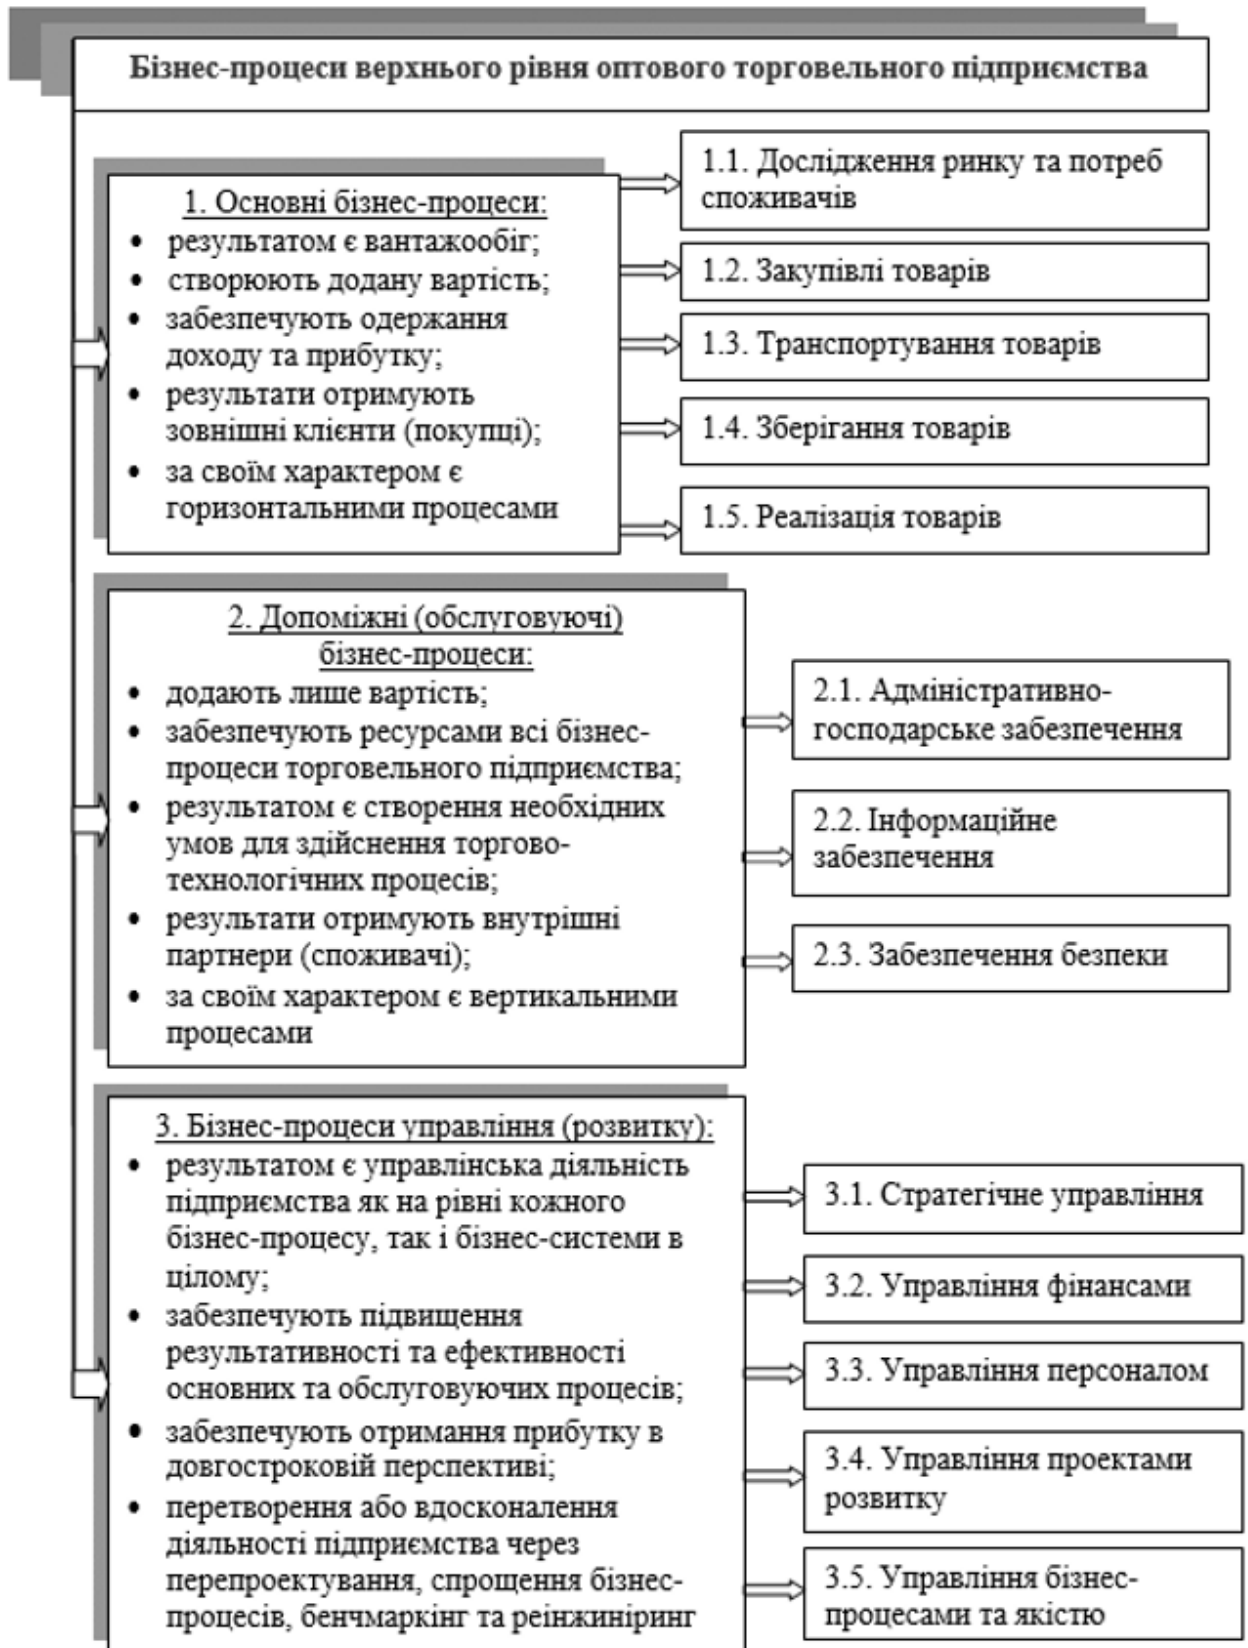 Бізнес-процеси верхнього рівня оптового торговельного підприємства
1. Основні бізнес-процеси:
• результатом є вантажообіг;
• створюють додану вартість;
• забезпечують одержання
доходу та прибутку;
• результати отримують
зовнішні клієнти (покупці);
• за своїм характером є
горизонтальними процесами
1.1. Дослідження ринку та потреб
споживачів
1.2. Закупівлі товарів
1.3. Транспортування товарів
1.4. Зберігання товарів
1.5. Реалізація товарів
2. Допоміжні (обслуговуючі)
бізнес-процеси:
• додають лише вартість;
• забезпечують ресурсами всі бізнес-
процеси торговельного підприємства;
• результатом є створення необхідних
умов для здійснення торгово-
технологічних процесів;
• результати отримують внутрішні
партнери (споживачі);
• за своїм характером є вертикальними
процесами
2.1. Адміністративно-
господарське забезпечення
2.2. Інформаційне
забезпечення
2.3. Забезпечення безпеки
3. Бізнес-процеси управління (розвитку):
• результатом є управлінська діяльність
підприємства як на рівні кожного
бізнес-процесу, так і бізнес-системи в
цілому;
• забезпечують підвищення
результативності та ефективності
основних та обслуговуючих процесів;
• забезпечують отримання прибутку в
довгостроковій перспективі;
• перетворення або вдосконалення
діяльності підприємства через
перепроектування, спрощення бізнес-
процесів, бенчмаркінг та реінжиніринг
3.1. Стратегічне управління
3.2. Управління фінансами
3.3. Управління персоналом
3.4. Управління проектами
розвитку
3.5. Управління бізнес-
процесами та якістю